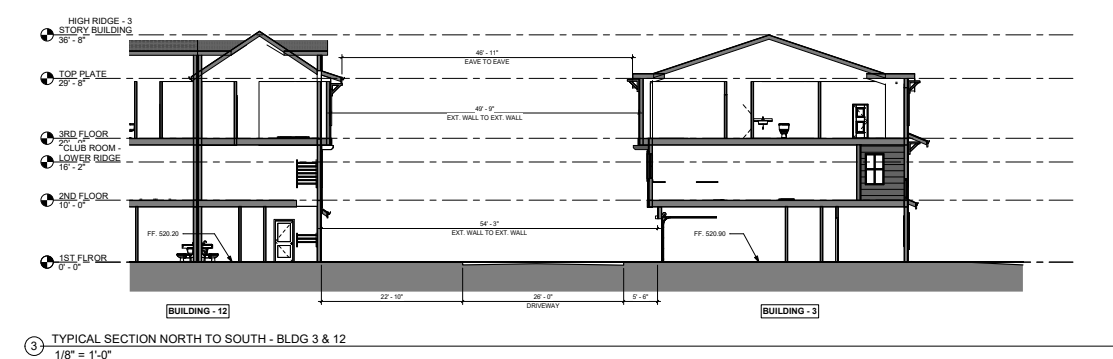 HIGH RIDGE - 3
STORY BUILDING
36' - 8"
TOP PLATE
29' - 8"
3RD FLOOR
20' - 0"
"CLUB ROOM -
LOWER RIDGE
16' - 2"
2ND FLOOR
10' - 0"
1ST FLROR
0' - 0"
46' - 11"
EAVE TO EAVE
49' - 9"
EXT. WALL TO EXT. WALL
54' - 3"
EXT. WALL TO EXT. WALL
FF. 520.20
FF. 520.90
22' - 10"
26' - 0"
DRIVEWAY
5' - 6"
BUILDING - 12
BUILDING - 3
3
TYPICAL SECTION NORTH TO SOUTH - BLDG 3 & 12
1/8" = 1'-0"